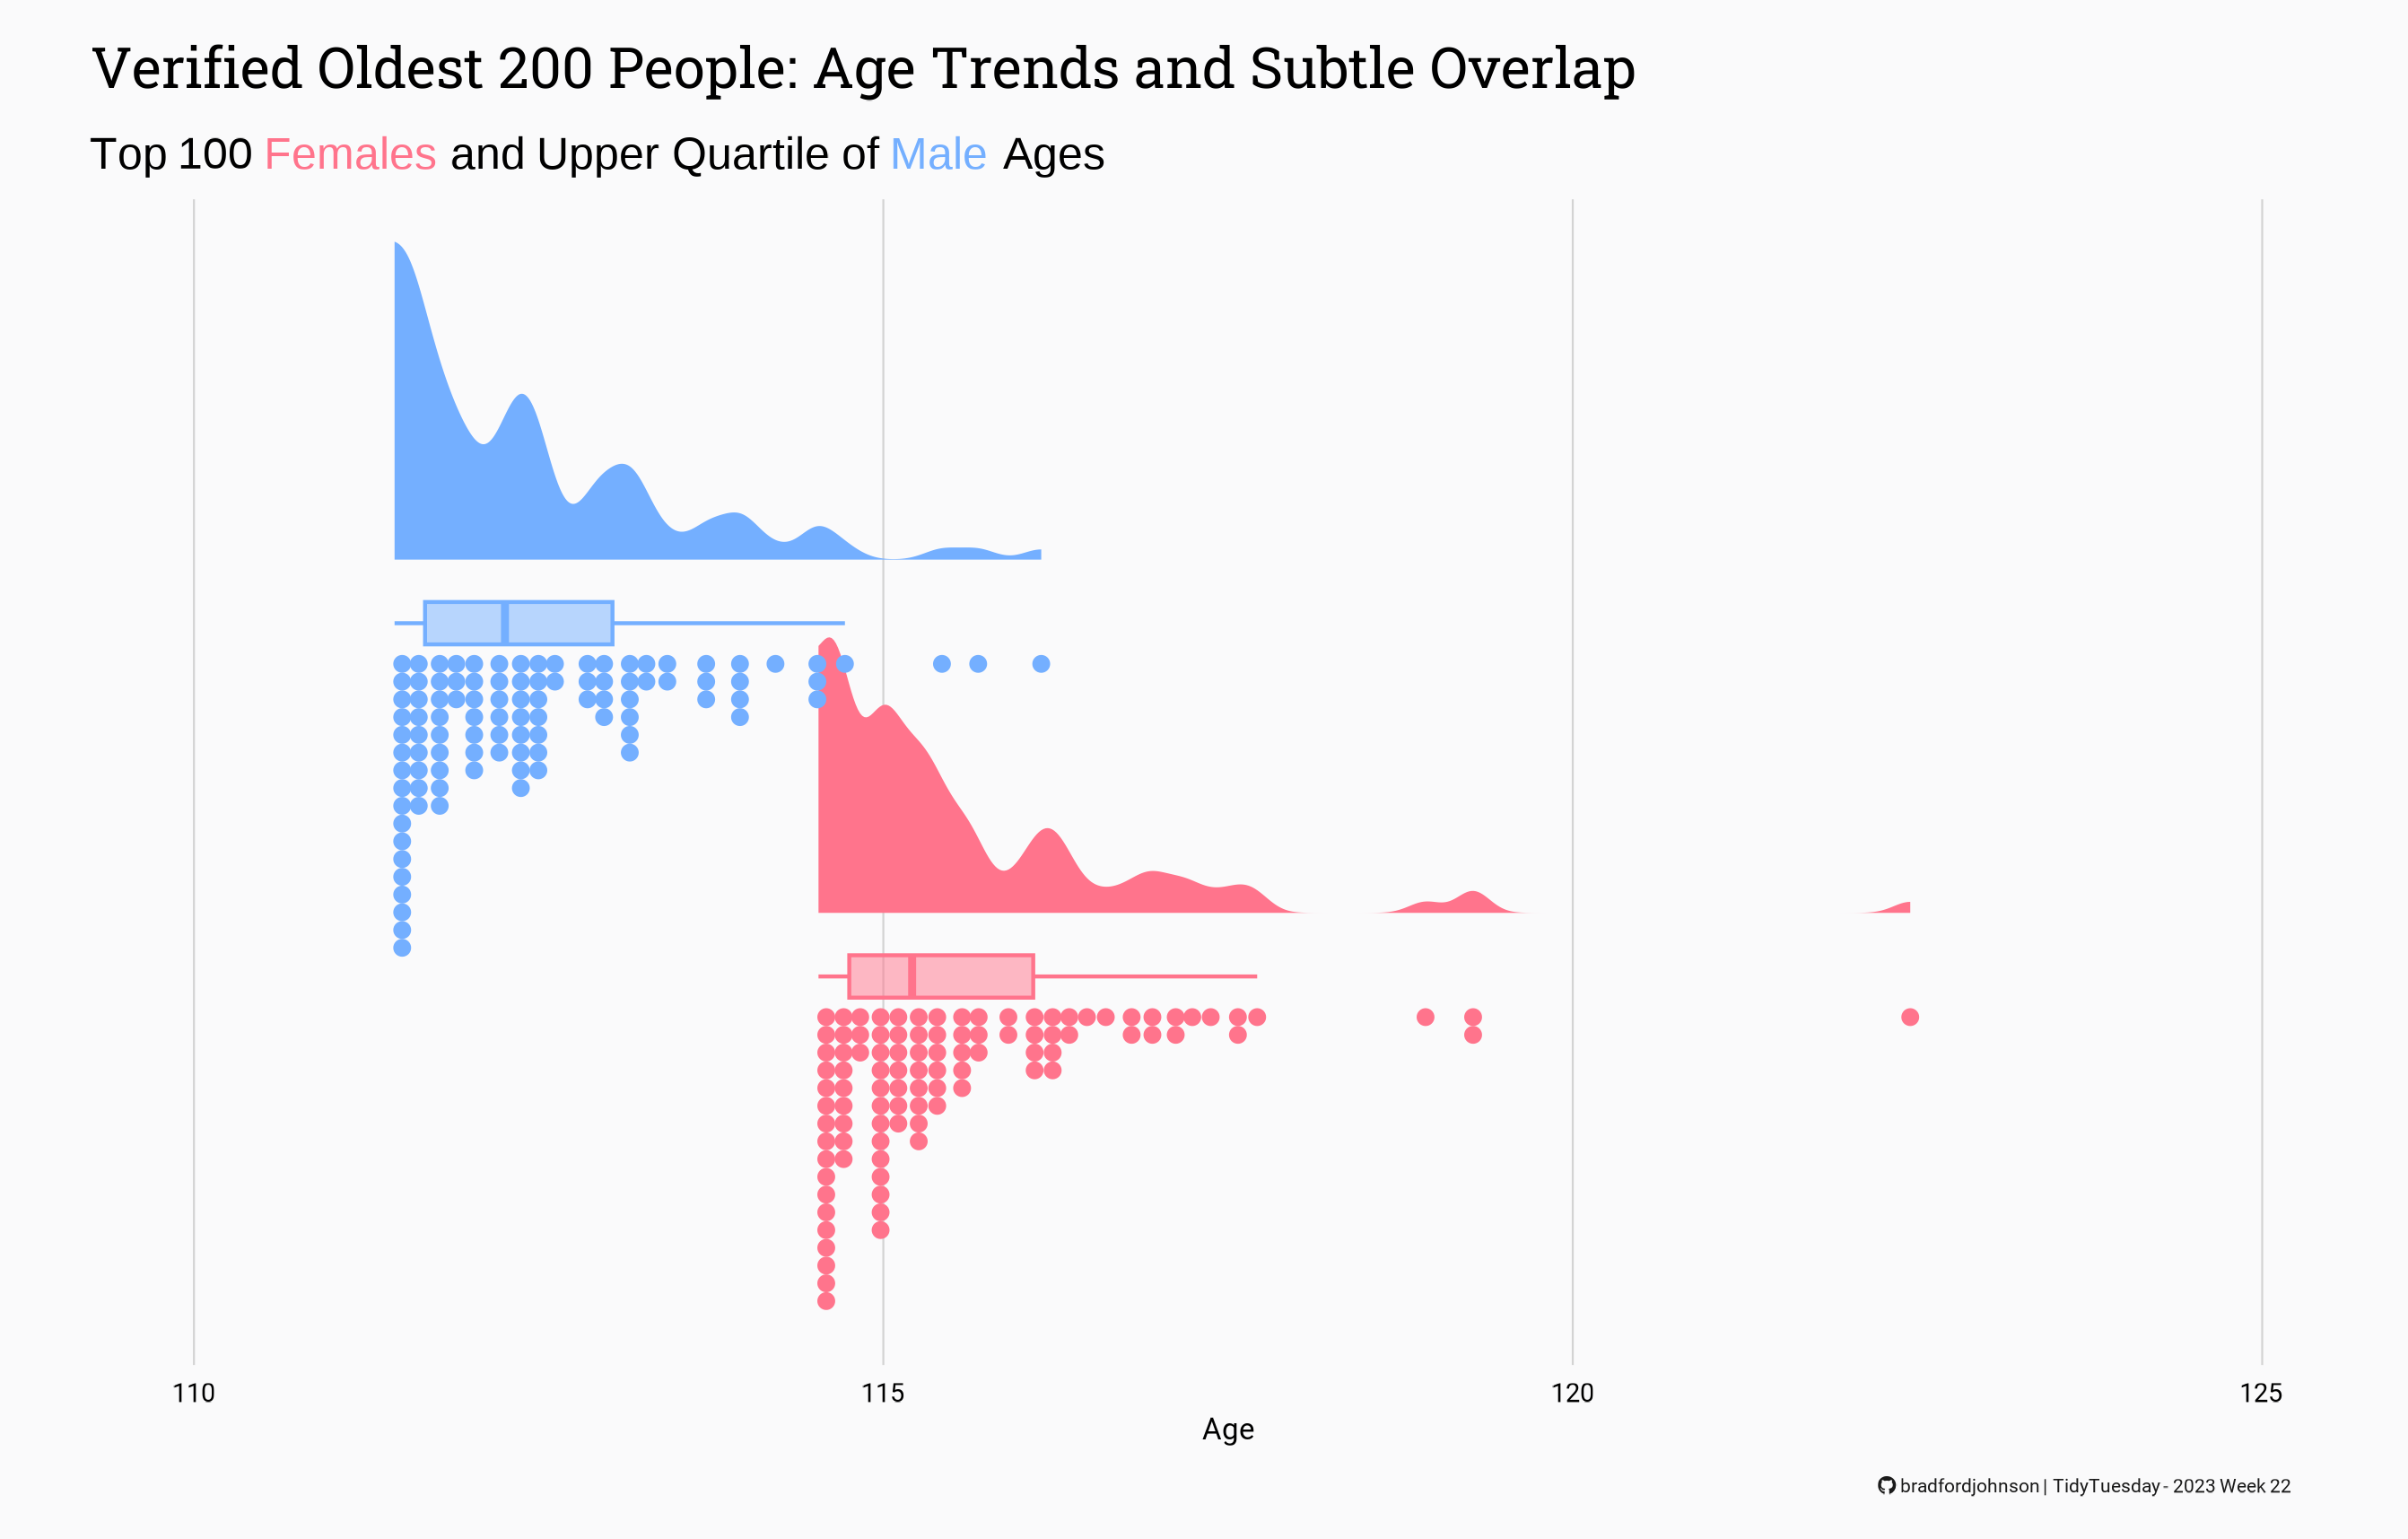 Verified Oldest 200 People: Age Trends and Subtle Overlap
Top 100 Females and Upper Quartile of Male Ages
110 115 120 125
Age
bradfordjohnson | TidyTuesday - 2023 Week 22